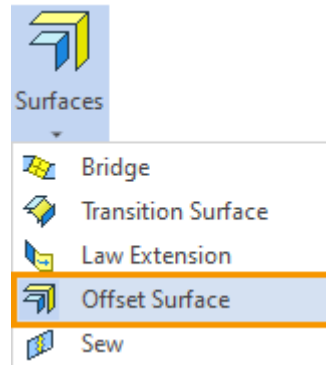 Surfaces
Bridge
Transition Surface
Law Extension
Offset Surface
Sew